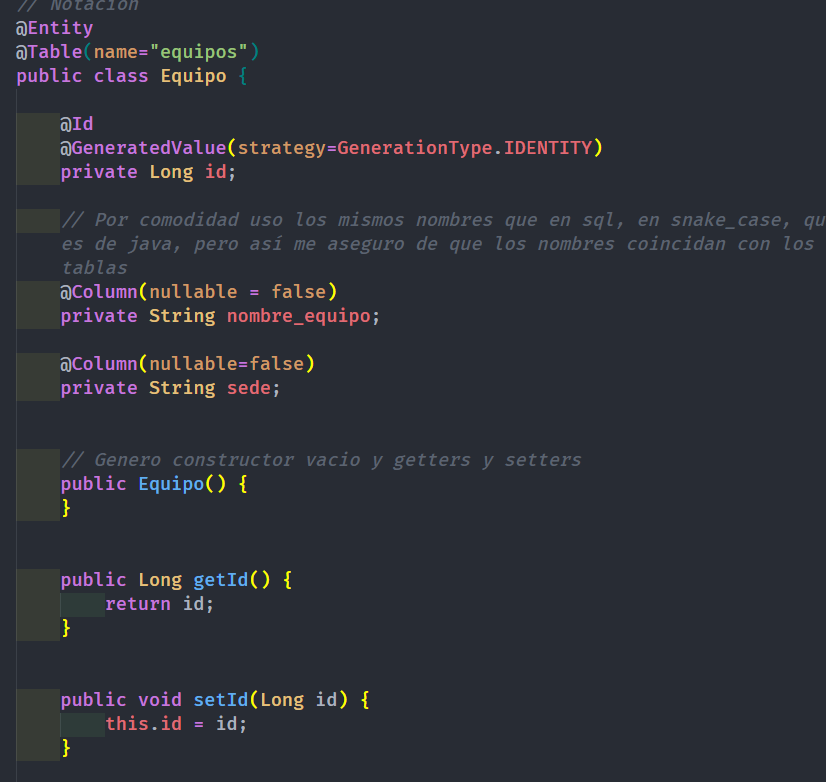 // Notación
@Entity
@Table(name="equipos")
public class Equipo {
@Id
@GeneratedValue(strategy=GenerationType.IDENTITY)
private Long id;
// Por comodidad uso los mismos nombres que en sql, en snake_case, qu
es de java, pero así me aseguro de que los nombres coincidan con los
tablas
@Column(nullable = false)
private String nombre_equipo;
@Column(nullable=false)
private String sede;
// Genero constructor vacio y getters y setters
public Equipo() {
}
public Long getId() {
return id;
}
public void setId(Long id) {
this.id = id;
}